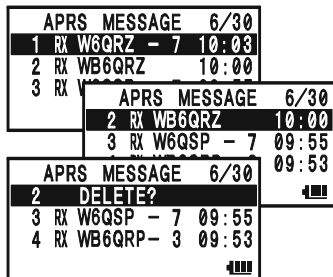 APRS MESSAGE 6/30
1 RX W6QRZ - 7 10:03
2 RX WB6QRZ 10:00
3 RX
APRS MESSAGE 6/30
2 RX WB6QRZ 10:00
3 RX W6QSP - 7 09:55
09:53
APRS MESSAGE 6/30
2 DELETE?
3 RX W6QSP - 7 09:55
4 RX WB6QRP- 3 09:53